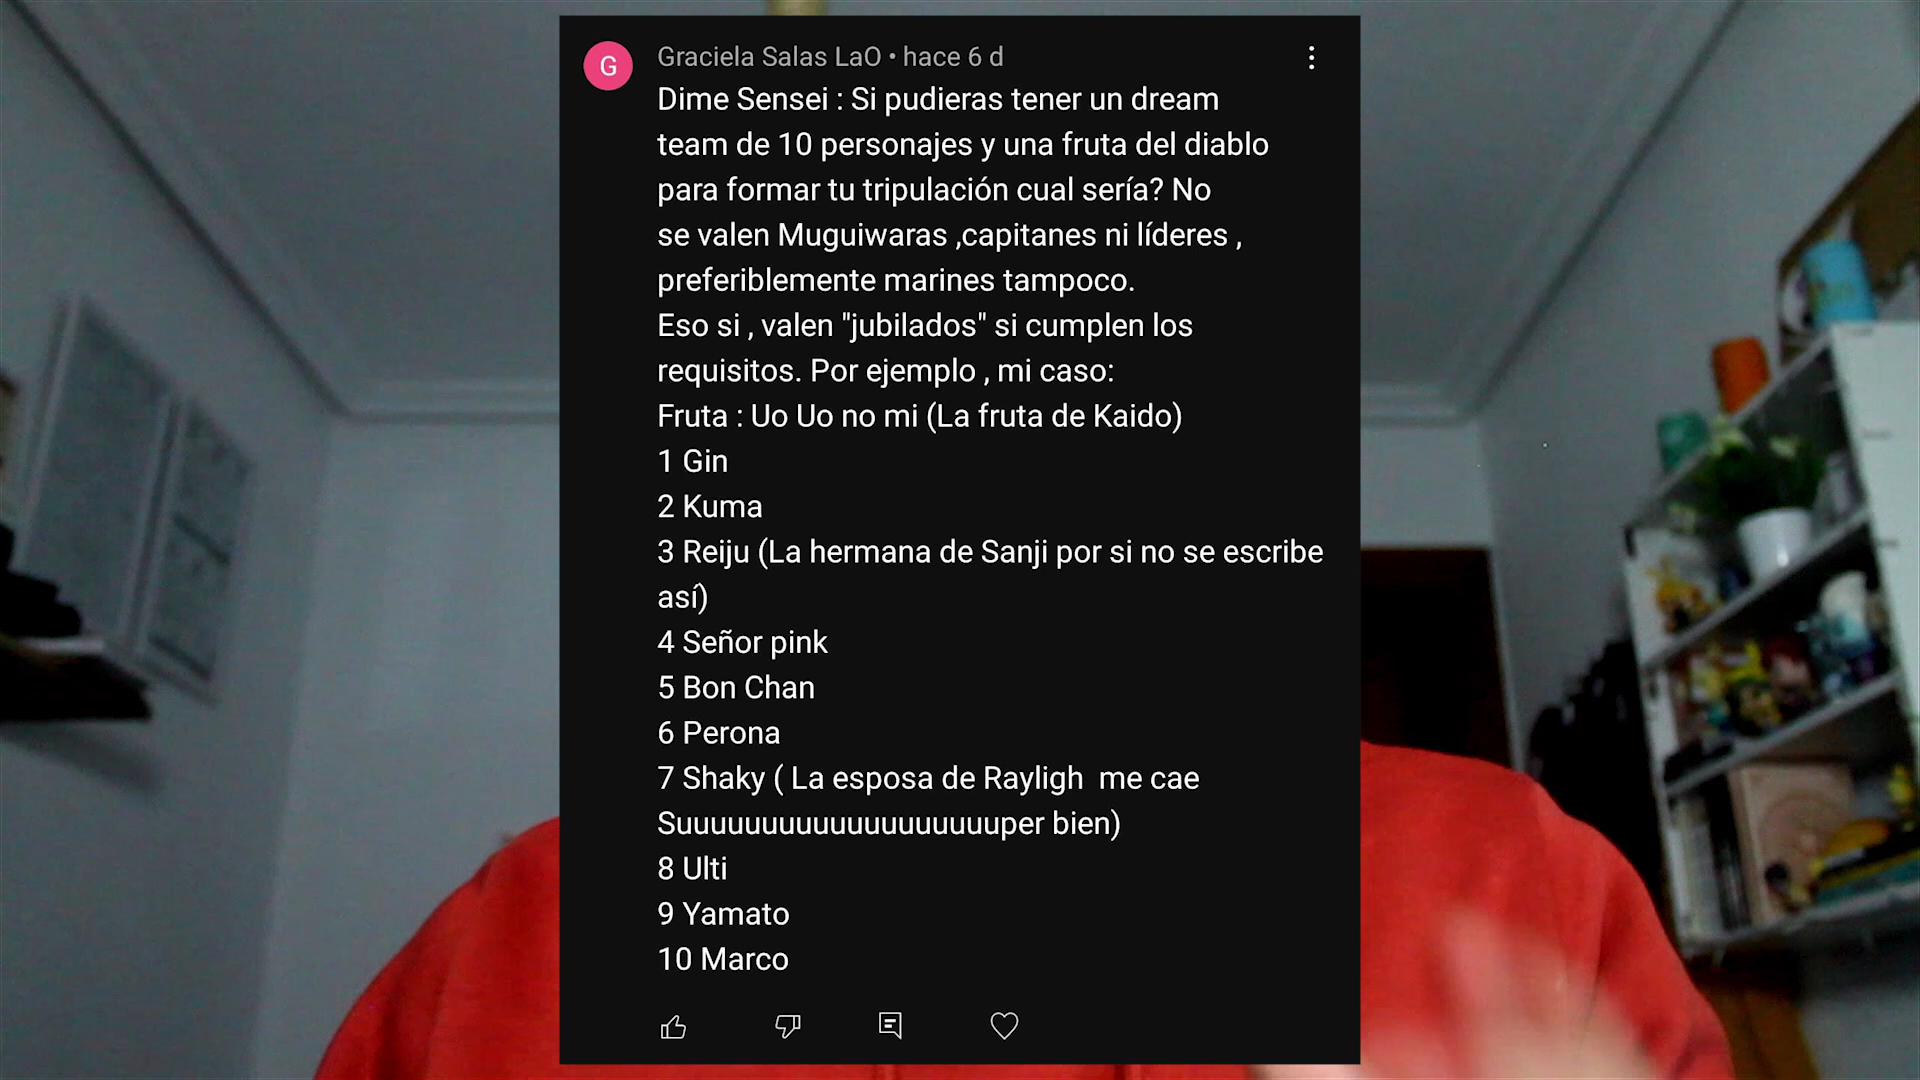 G
Graciela Salas LaO • hace 6 d
Dime Sensei : Si pudieras tener un dream
team de 10 personajes y una fruta del diablo
para formar tu tripulación cual sería? No
se valen Muguiwaras ,capitanes ni líderes ,
preferiblemente marines tampoco.
Eso si , valen "jubilados" si cumplen los
requisitos. Por ejemplo , mi caso:
Fruta : Uo Uo no mi (La fruta de Kaido)
1 Gin
2 Kuma
3 Reiju (La hermana de Sanji por si no se escribe
así)
4 Señor pink
5 Bon Chan
6 Perona
7 Shaky ( La esposa de Rayligh  me cae
Suuuuuuuuuuuuuuuuuuuper bien)
8 Ulti
9 Yamato
10 Marco